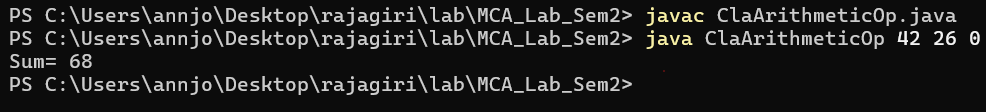 PS C:\Users\annjo\Desktop\rajagiri\lab\MCA_Lab_Sem2> javac ClaArithmeticOp.java
PS C:\Users\annjo\Desktop\rajagiri\lab\MCA_Lab_Sem2> java ClaArithmeticOp 42 26 0
Sum= 68
PS C:\Users\annjo\Desktop\rajagiri\lab\MCA_Lab_Sem2>